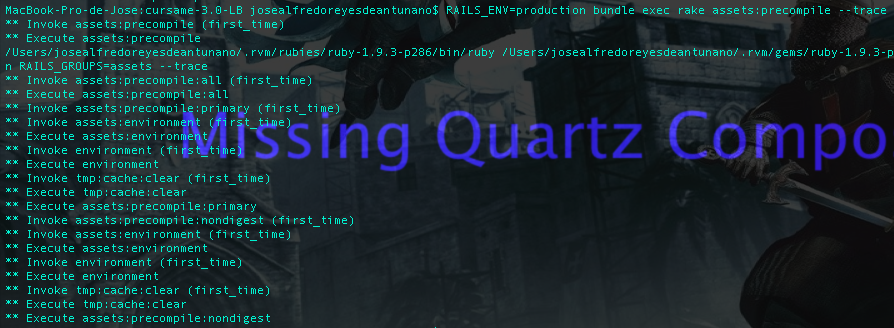 MacBook-Pro-de-Jose:cursame-3.0-LB josealfredoreyesdeantunano$ RAILS_ENV=production bundle exec rake assets:precompile --trace
** Invoke assets:precompile (first_time)
** Execute assets:precompile
/Users/josealfredoreyesdeantunano/.rvm/rubies/ruby-1.9.3-p286/bin/ruby /Users/josealfredoreyesdeantunano/.rvm/gems/ruby-1.9.3-p
n RAILS_GROUPS=assets --trace
** Invoke assets:precompile:all (first_time)
** Execute assets:precompile:all
** Invoke assets:precompile:primary (first_time)
** Invoke assets:environment (first_time)
** Execute assets:environment
** Invoke environment (first_time)
** Execute environment
** Invoke tmp:cache:clear (first_time)
** Execute tmp:cache:clear
** Execute assets:precompile:primary
** Invoke assets:precompile:nondigest (first_time)
** Invoke assets:environment (first_time)
** Execute assets:environment
** Invoke environment (first_time)
** Execute environment
** Invoke tmp:cache:clear (first_time)
** Execute tmp:cache:clear
** Execute assets:precompile:nondigest
Missing Quartz Compo